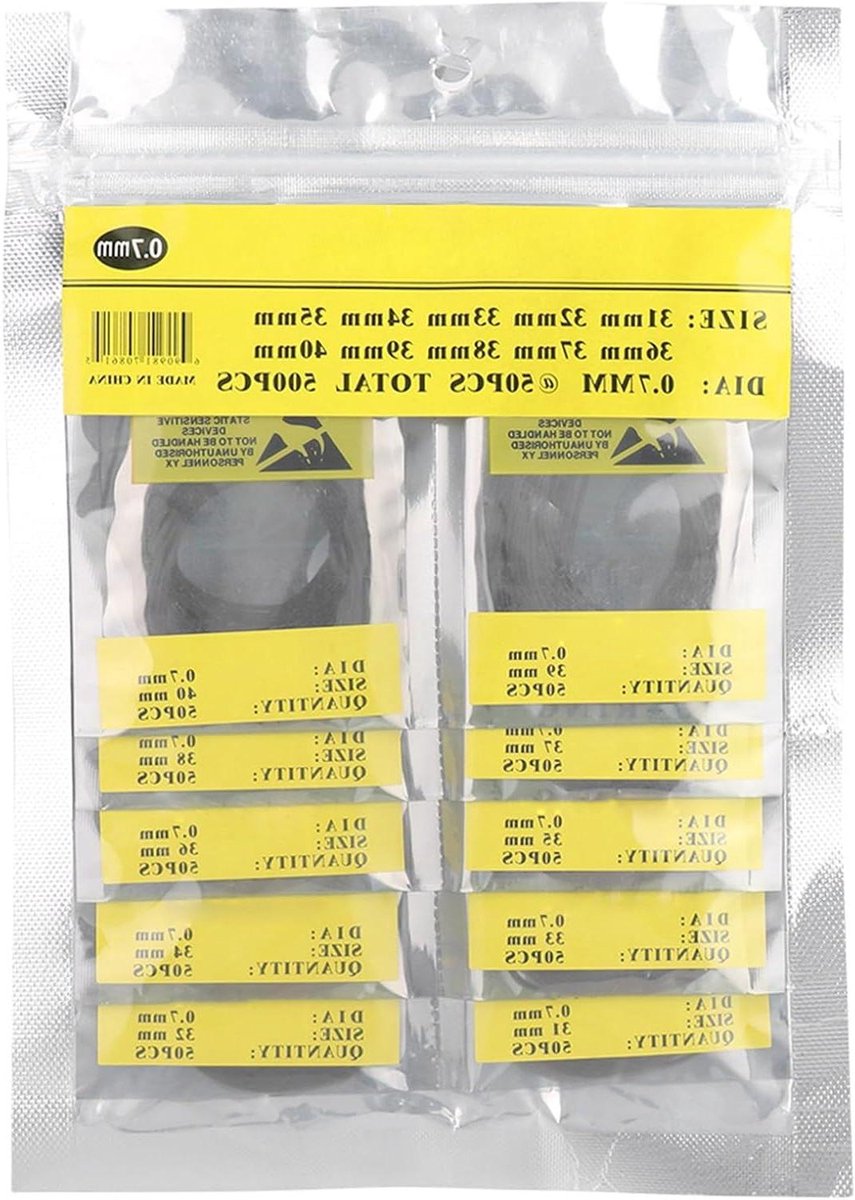 0.7mm
SIZE: 31mm 32mm 33mm 34mm 35mm
36mm 37mm 38mm 39mm 40mm
DIA: 0.7MM @50PCS TOTAL 500PCS
6 90981 70861
MADE IN CHINA
STATIC SENSITIVE
DEVICES
NOT TO BE HANDLED
BY UNAUTHORISED
PERSONNEL YX
DEVICES
NOT TO BE HANDLED
BY UNAUTHORISED
PERSONNEL YX
DIA: 0.7mm
SIZE: 39 mm
QUANTITY: 50PCS
DIA: 0.7mm
SIZE: 40 mm
QUANTITY: 50PCS
DIA: 0.7mm
SIZE: 37 mm
QUANTITY: 50PCS
DIA: 0.7mm
SIZE: 38 mm
QUANTITY: 50PCS
DIA: 0.7mm
SIZE: 35 mm
QUANTITY: 50PCS
DIA: 0.7mm
SIZE: 36 mm
QUANTITY: 50PCS
DIA: 0.7mm
SIZE: 33 mm
QUANTITY: 50PCS
DIA: 0.7mm
SIZE: 34 mm
QUANTITY: 50PCS
DIA: 0.7mm
SIZE: 31 mm
QUANTITY: 50PCS
DIA: 0.7mm
SIZE: 32 mm
QUANTITY: 50PCS